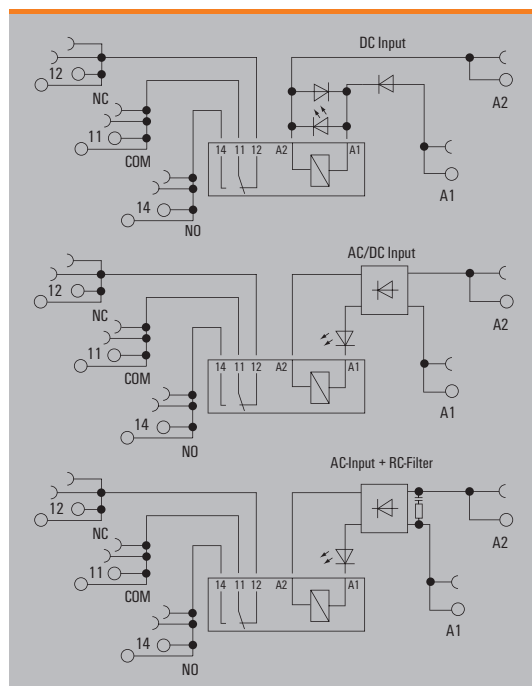 DC Input
12
NC
A2
11
COM
14 11 12 A2 A1
A1
14
NO
AC/DC Input
12
NC
A2
11
COM
14 11 12 A2 A1
A1
14
NO
AC-Input + RC-Filter
12
NC
A2
11
COM
14 11 12 A2 A1
A1
14
NO